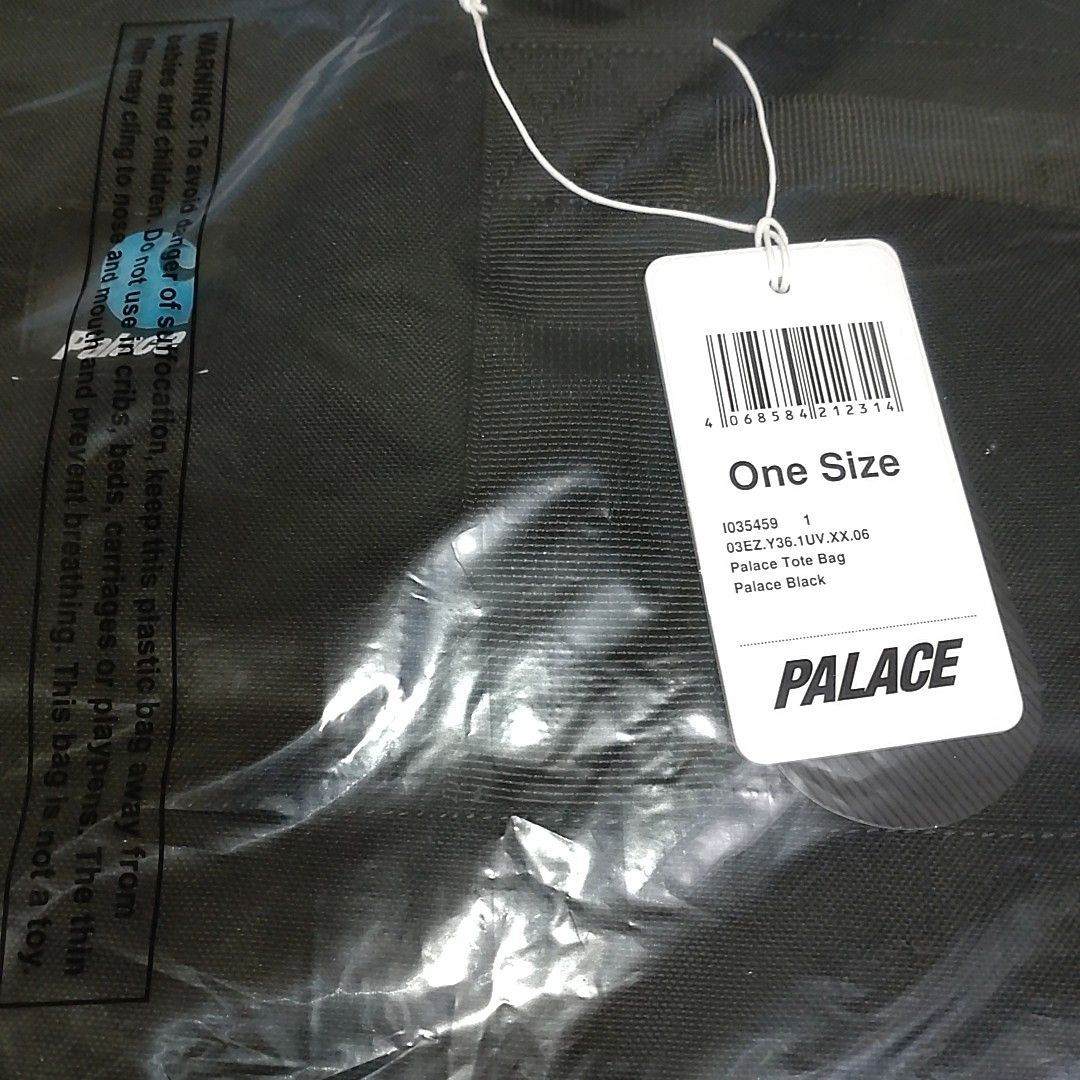 WARNING: To avoid danger of suffocation, keep this plastic bag away from
babies and children. Do not use in cribs, beds, carriages or playpens. The thin
film may cling to nose and mouth and prevent breathing. This bag is not a toy.
Palace
4 068584 212314
One Size
I035459 1
03EZ.Y36.1UV.XX.06
Palace Tote Bag
Palace Black
PALACE